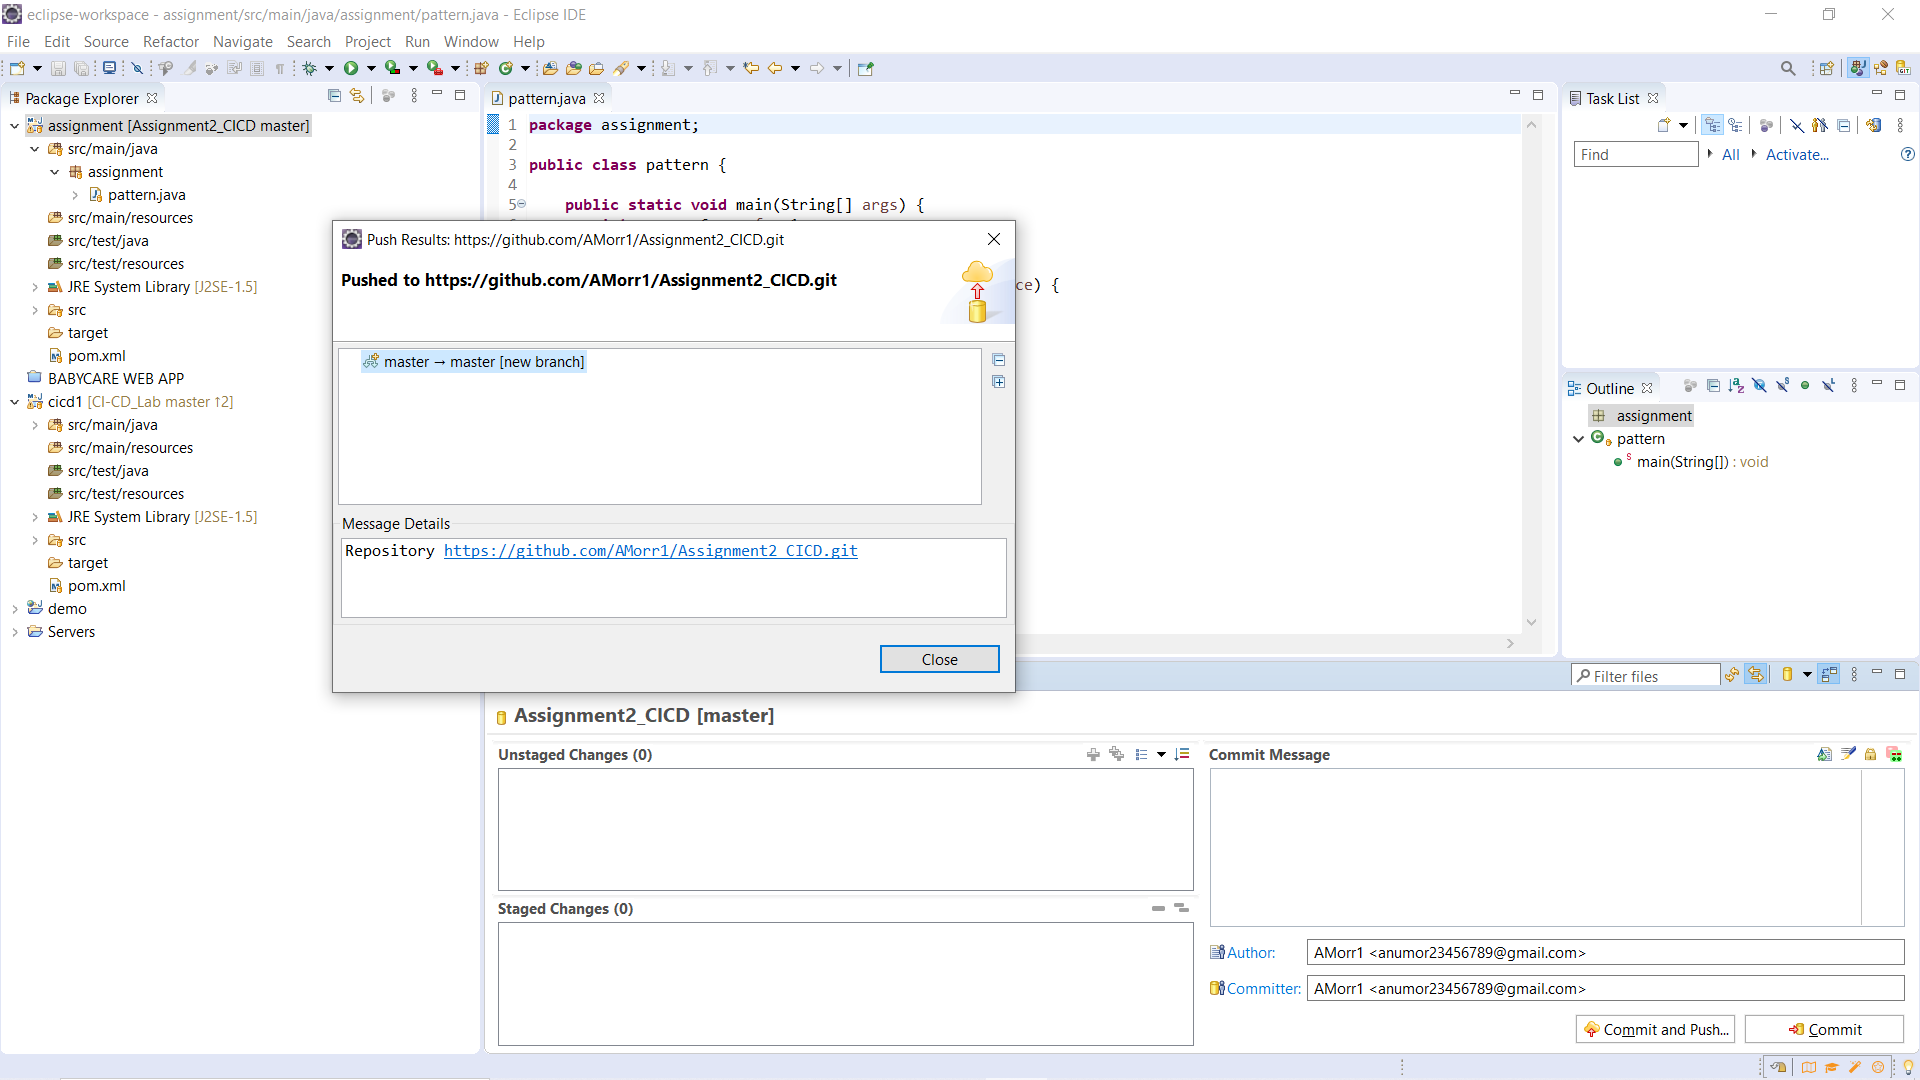 eclipse-workspace - assignment/src/main/java/assignment/pattern.java - Eclipse IDE
File Edit Source Refactor Navigate Search Project Run Window Help
Package Explorer
assignment [Assignment2_CICD master]
src/main/java
assignment
pattern.java
src/main/resources
src/test/java
src/test/resources
JRE System Library [J2SE-1.5]
src
target
pom.xml
BABYCARE WEB APP
cicd1 [CI-CD_Lab master ↑2]
src/main/java
src/main/resources
src/test/java
src/test/resources
JRE System Library [J2SE-1.5]
src
target
pom.xml
demo
Servers
pattern.java
1 package assignment;
2
3 public class pattern {
4
5 public static void main(String[] args) {
ce) {
Push Results: https://github.com/AMorr1/Assignment2_CICD.git
Pushed to https://github.com/AMorr1/Assignment2_CICD.git
master → master [new branch]
Message Details
Repository https://github.com/AMorr1/Assignment2_CICD.git
Close
Task List
Find
All
Activate...
Outline
assignment
pattern
main(String[]) : void
Filter files
Assignment2_CICD [master]
Unstaged Changes (0)
Staged Changes (0)
Commit Message
Author: AMorr1 <anumor23456789@gmail.com>
Committer: AMorr1 <anumor23456789@gmail.com>
Commit and Push...
Commit